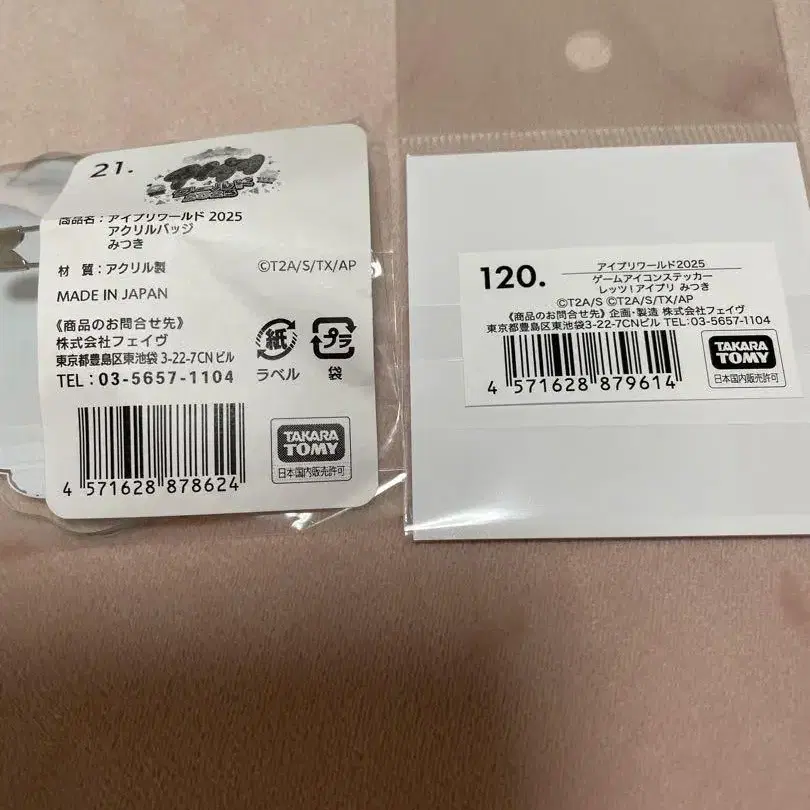 21.
アイプリ
ワールド
2025
商品名：アイプリワールド 2025
アクリルバッジ
みつき
材 質：アクリル製
©T2A/S/TX/AP
MADE IN JAPAN
《商品のお問合せ先》
株式会社フェイヴ
東京都豊島区東池袋 3-22-7CN ビル
TEL：03-5657-1104
紙
ラベル
プラ
袋
4 571628 878624
TAKARA
TOMY
日本国内販売許可
120.
アイプリワールド2025
ゲームアイコンステッカー
レッツ！アイプリ みつき
©T2A/S ©T2A/S/TX/AP
《商品のお問合せ先》企画・製造 株式会社フェイヴ
東京都豊島区東池袋3-22-7CNビル TEL:03-5657-1104
4 571628 879614
TAKARA
TOMY
日本国内販売許可